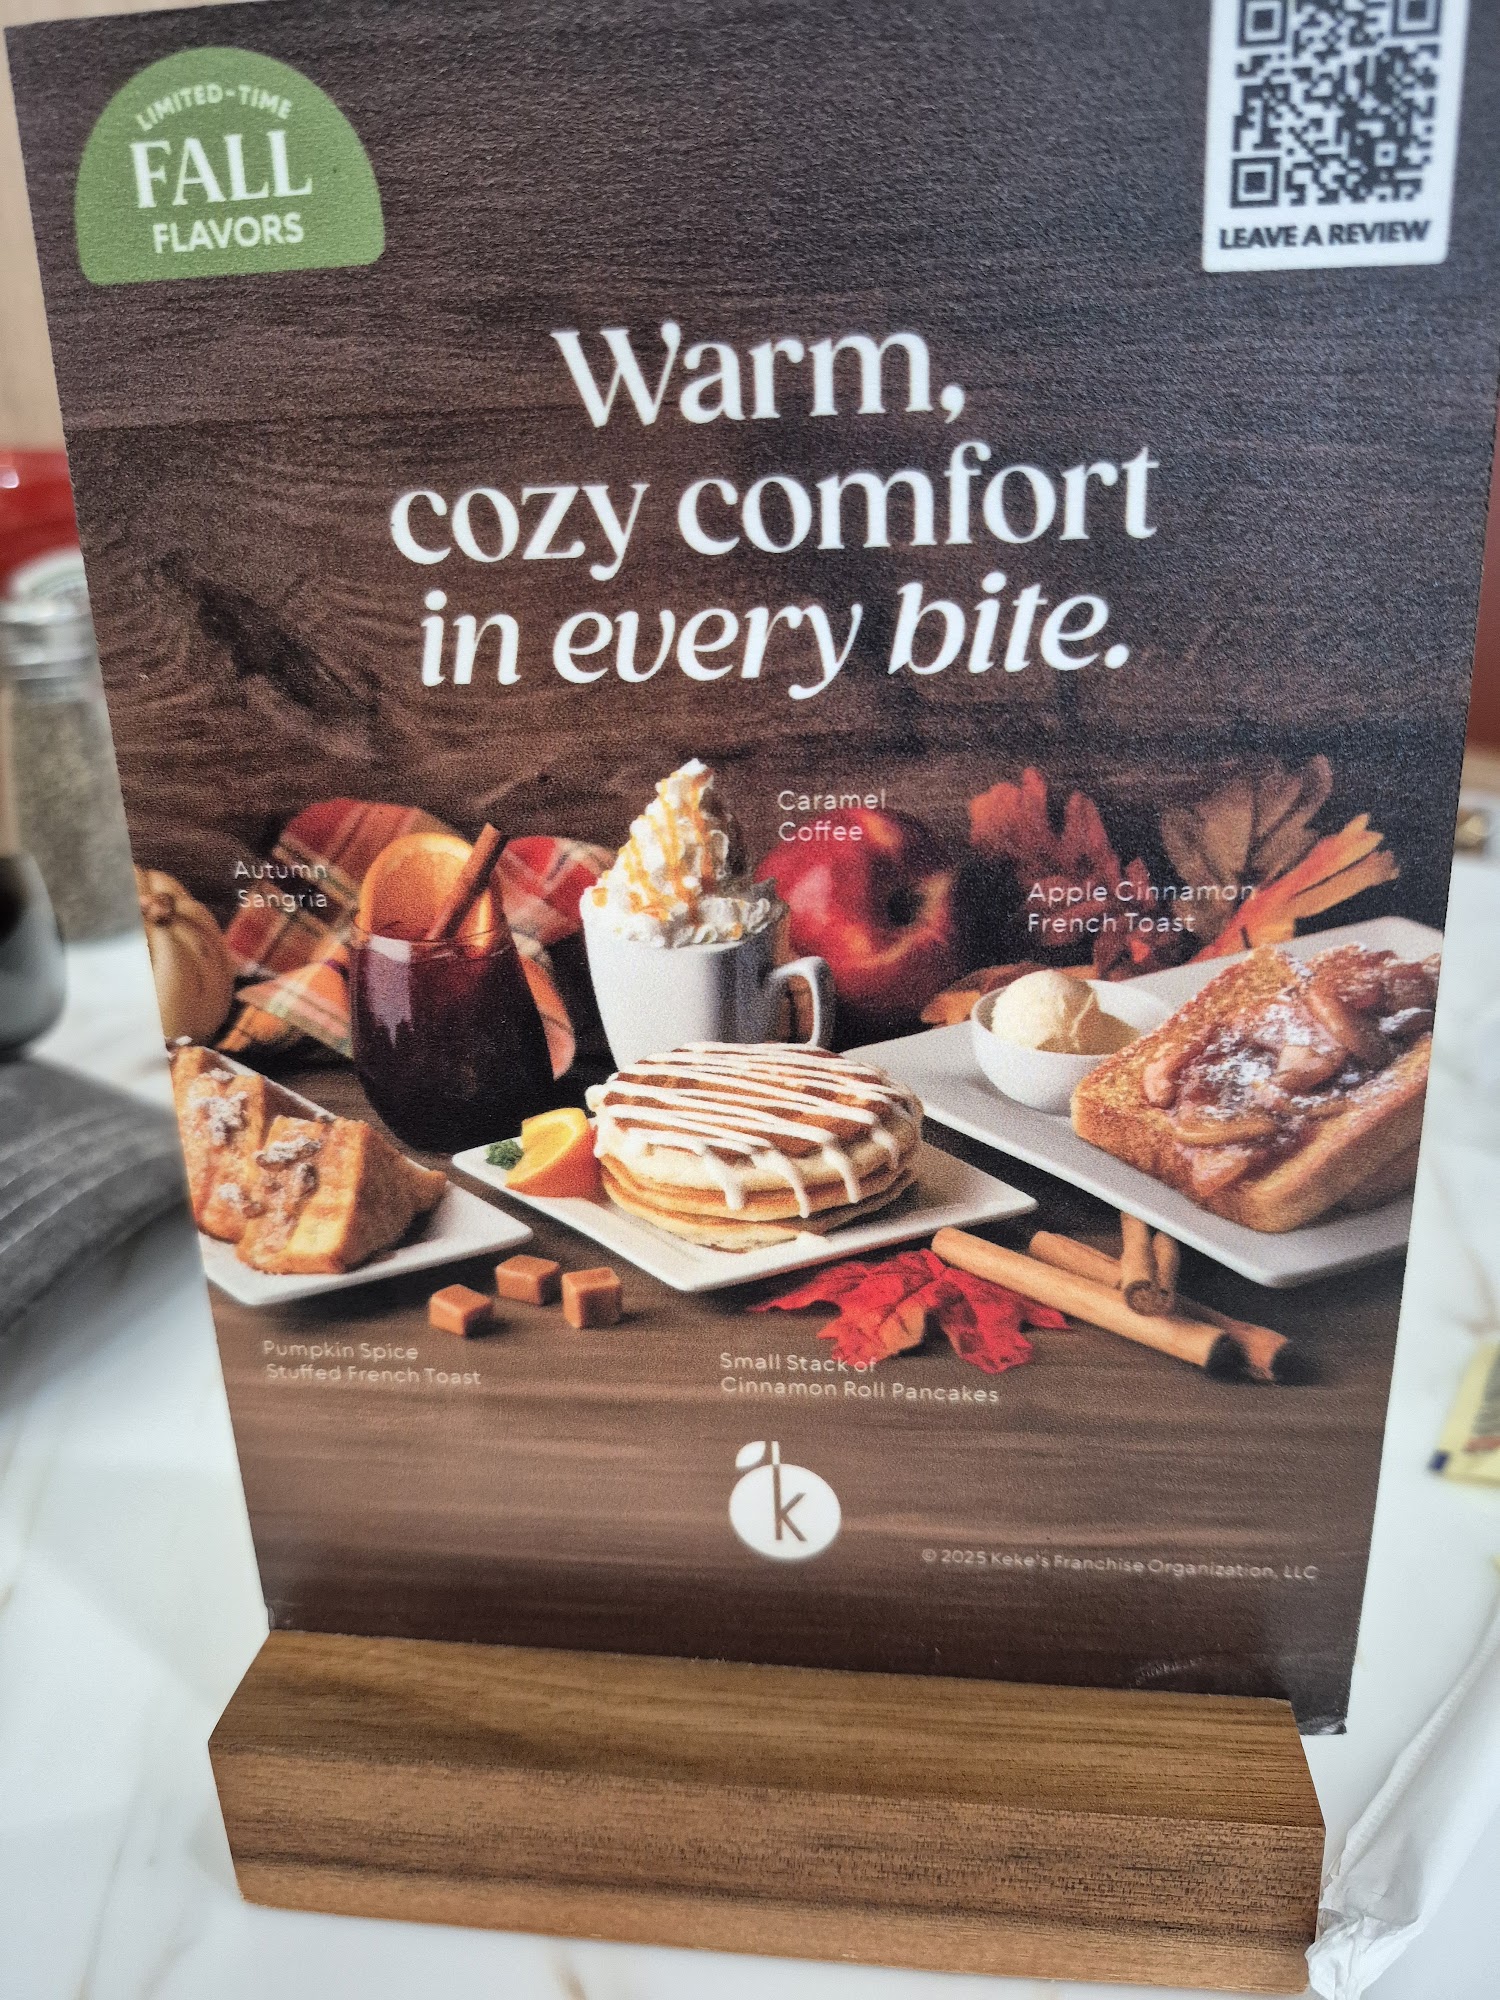 LIMITED-TIME
FALL
FLAVORS
LEAVE A REVIEW
Warm,
cozy comfort
in every bite.
Caramel
Coffee
Autumn
Sangria
Apple Cinnamon
French Toast
Pumpkin Spice
Stuffed French Toast
Small Stack of
Cinnamon Roll Pancakes
k
© 2025 Keke's Franchise Organization, LLC